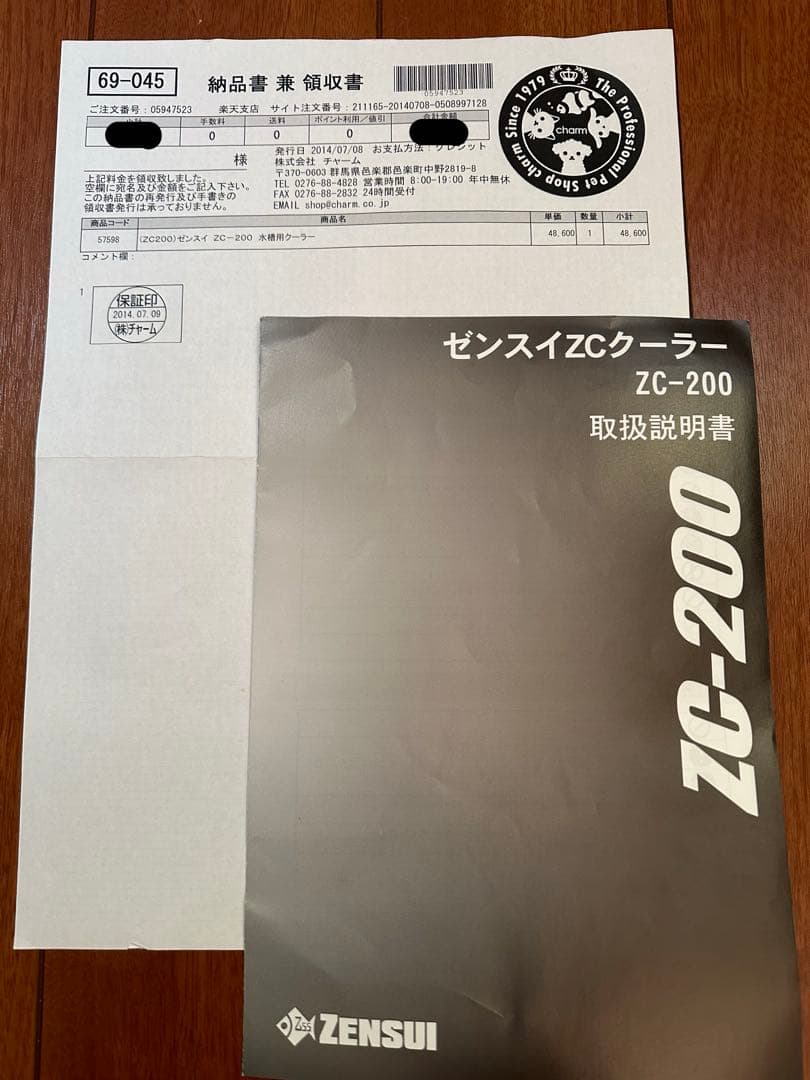 69-045
納品書 兼 領収書
05947523
ご注文番号：05947523 楽天支店 サイト注文番号：211165-20140708-0508997128
小計 手数料 送料 ポイント利用／値引 合計金額
0 0 0
様
発行日 2014/07/08 お支払方法：クレジット
株式会社 チャーム
〒370-0603 群馬県邑楽郡邑楽町中野2819-8
TEL 0276-88-4828 営業時間 8:00-19:00 年中無休
FAX 0276-88-2832 24時間受付
EMAIL shop@charm.co.jp
上記料金を領収致しました。
空欄に宛名及び金額をご記入下さい。
この納品書の再発行及び手書きの
領収書発行は承っておりません。
The Professional Pet Shop charm Since 1979
charm
商品コード 商品名 単価 数量 小計
57598 (ZC200)ゼンスイ ZC－200 水槽用クーラー 48,600 1 48,600
コメント欄：
1
保証印
2014.07.09
㈱チャーム
ゼンスイZCクーラー
ZC-200
取扱説明書
ZC-200
ZSS
ZENSUI